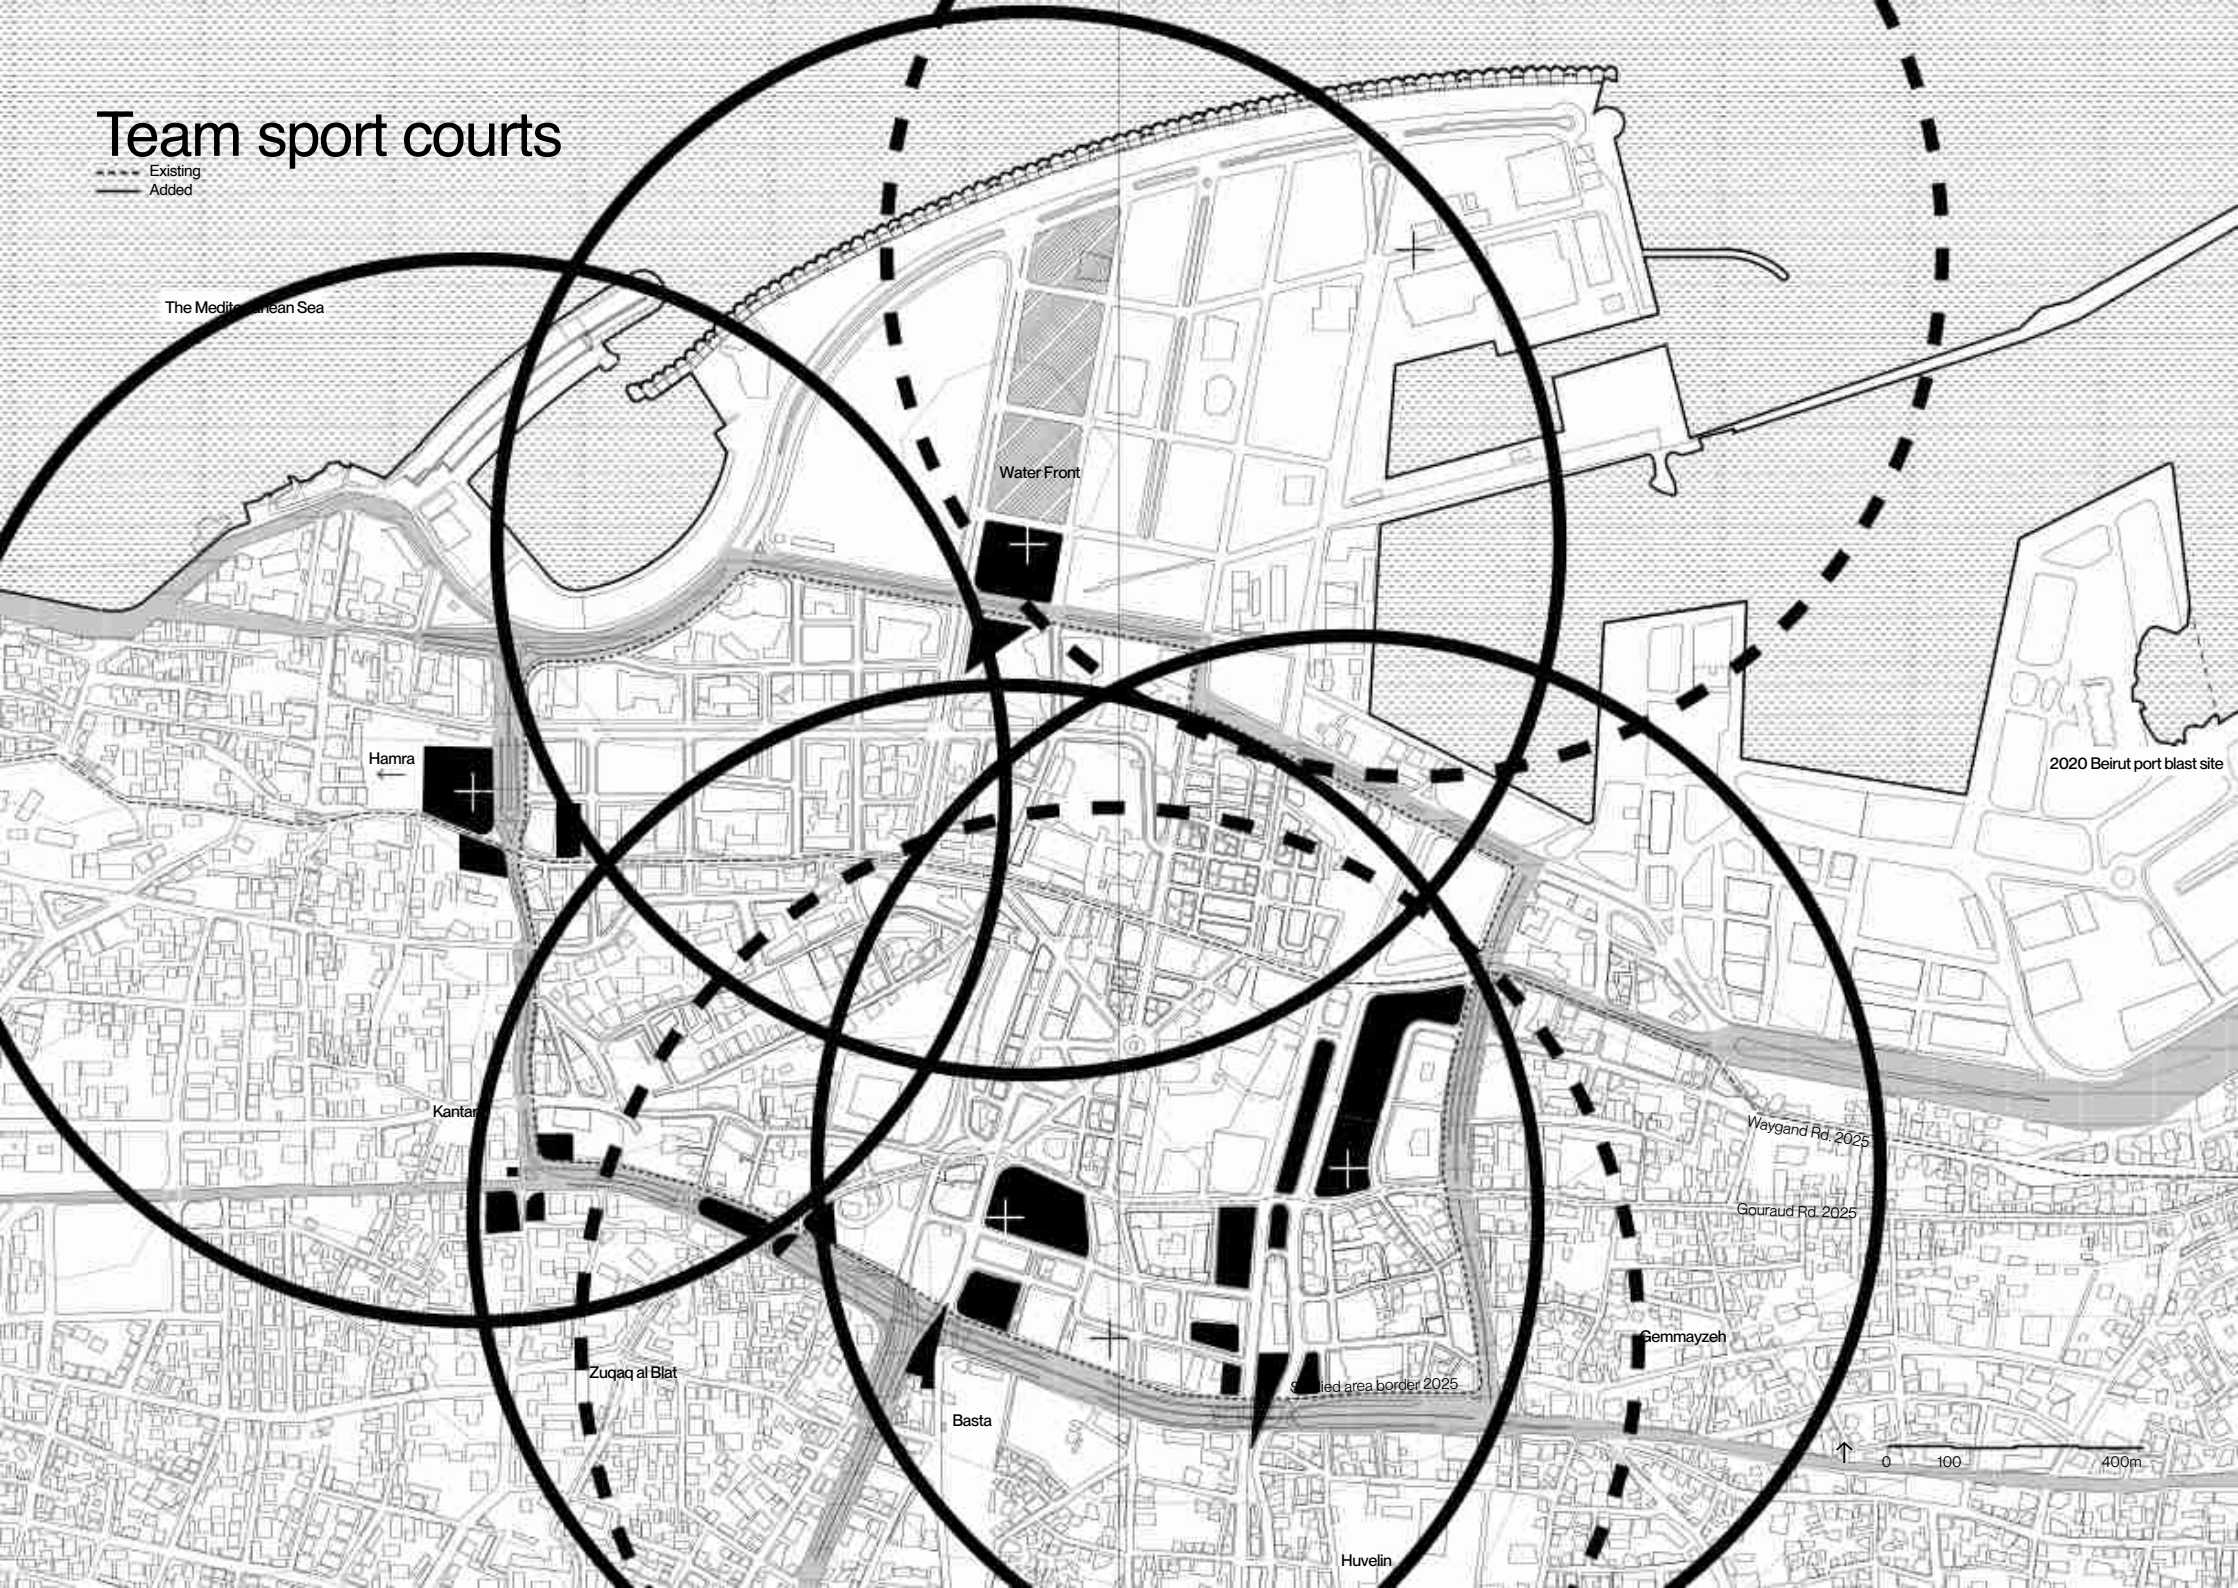 Team sport courts
Existing
Added
The Mediterranean Sea
Water Front
Hamra
2020 Beirut port blast site
Kantari
Waygand Rd. 2025
Gouraud Rd. 2025
Gemmayzeh
Zuqaq al Blat
Studied area border 2025
Basta
0 100 400m
Huvelin